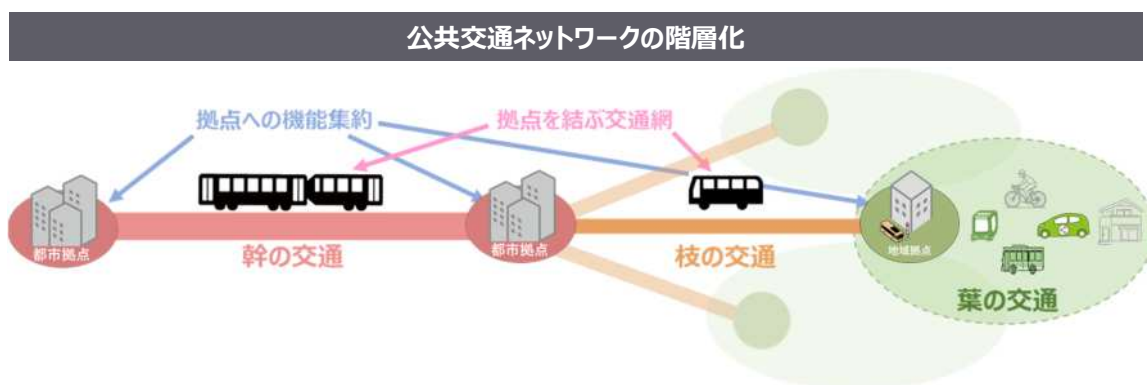 公共交通ネットワークの階層化
拠点への機能集約
拠点を結ぶ交通網
都市拠点
幹の交通
都市拠点
枝の交通
地域拠点
葉の交通